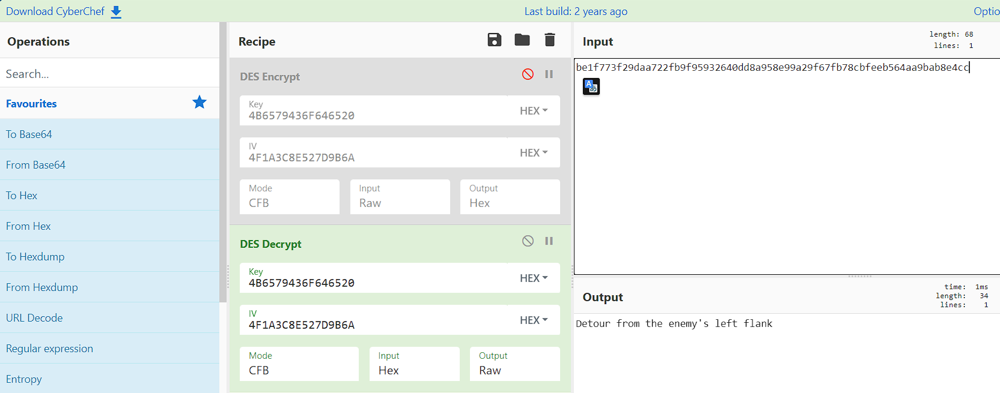 Download CyberChef
Last build: 2 years ago
Optio
Operations
Search...
Favourites
To Base64
From Base64
To Hex
From Hex
To Hexdump
From Hexdump
URL Decode
Regular expression
Entropy
Recipe
DES Encrypt
Key
4B6579436F646520
HEX
IV
4F1A3C8E527D9B6A
HEX
Mode
CFB
Input
Raw
Output
Hex
DES Decrypt
Key
4B6579436F646520
HEX
IV
4F1A3C8E527D9B6A
HEX
Mode
CFB
Input
Hex
Output
Raw
Input
length: 68
lines: 1
be1f773f29daa722fb9f95932640dd8a958e99a29f67fb78cbfeeb564aa9bab8e4cc
Output
time: 1ms
length: 34
lines: 1
Detour from the enemy's left flank